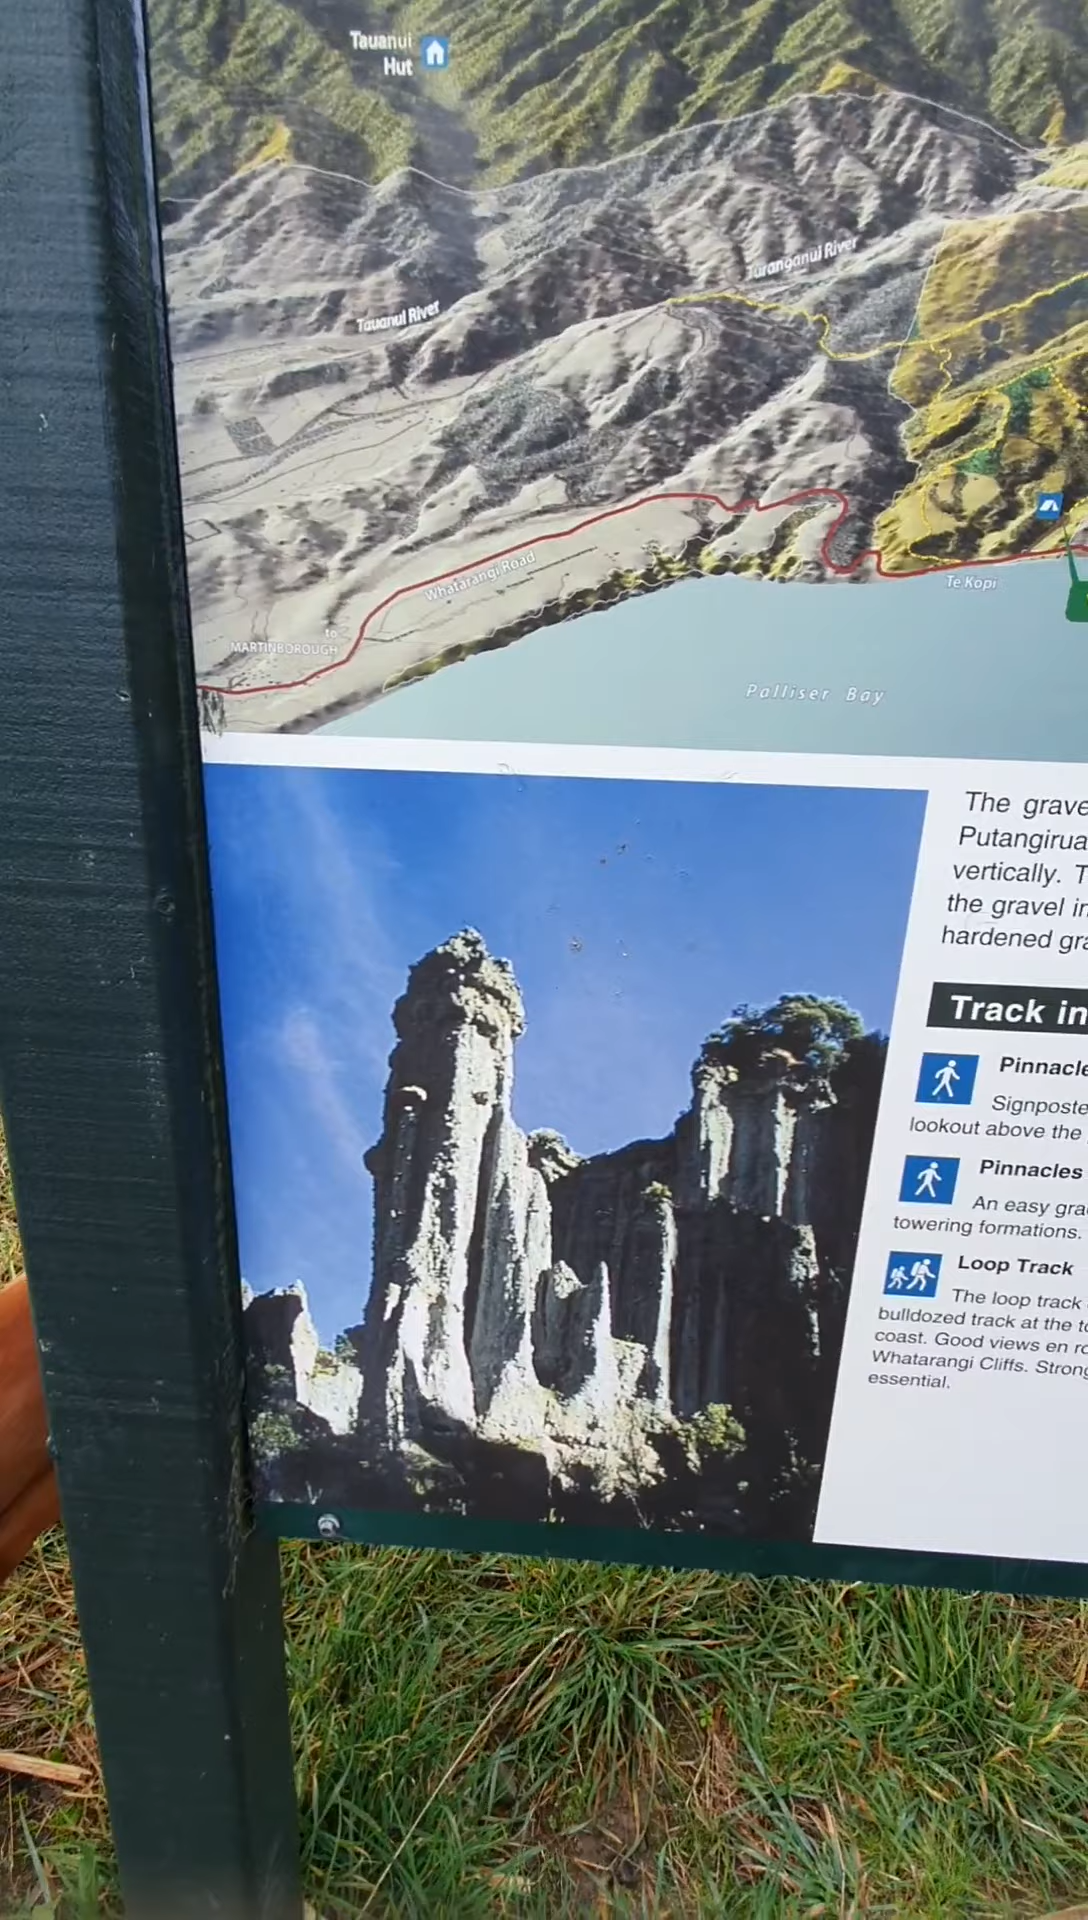 Tauanui
Hut
Turanganui River
Tauanui River
Whatarangi Road
Te Kopi
to
MARTINBOROUGH
Palliser Bay
The grave
Putangirua
vertically. T
the gravel in
hardened gra
Track in
Pinnacle
Signposte
lookout above the
Pinnacles
An easy grad
towering formations.
Loop Track
The loop track
bulldozed track at the to
coast. Good views en ro
Whatarangi Cliffs. Strong
essential.